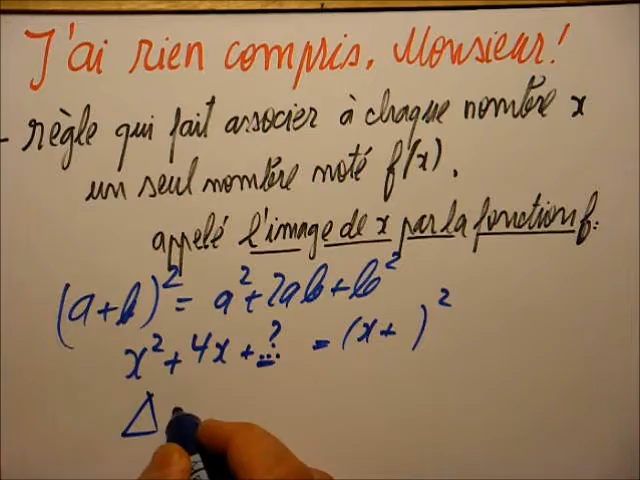 J'ai rien compris, Monsieur!
- règle qui fait associer à chaque nombre x
un seul nombre noté f(x).
appelé l'image de x par la fonction f.
(a+b)² = a² + 2ab + b²
x² + 4x + ...? = (x+ )²
Δ